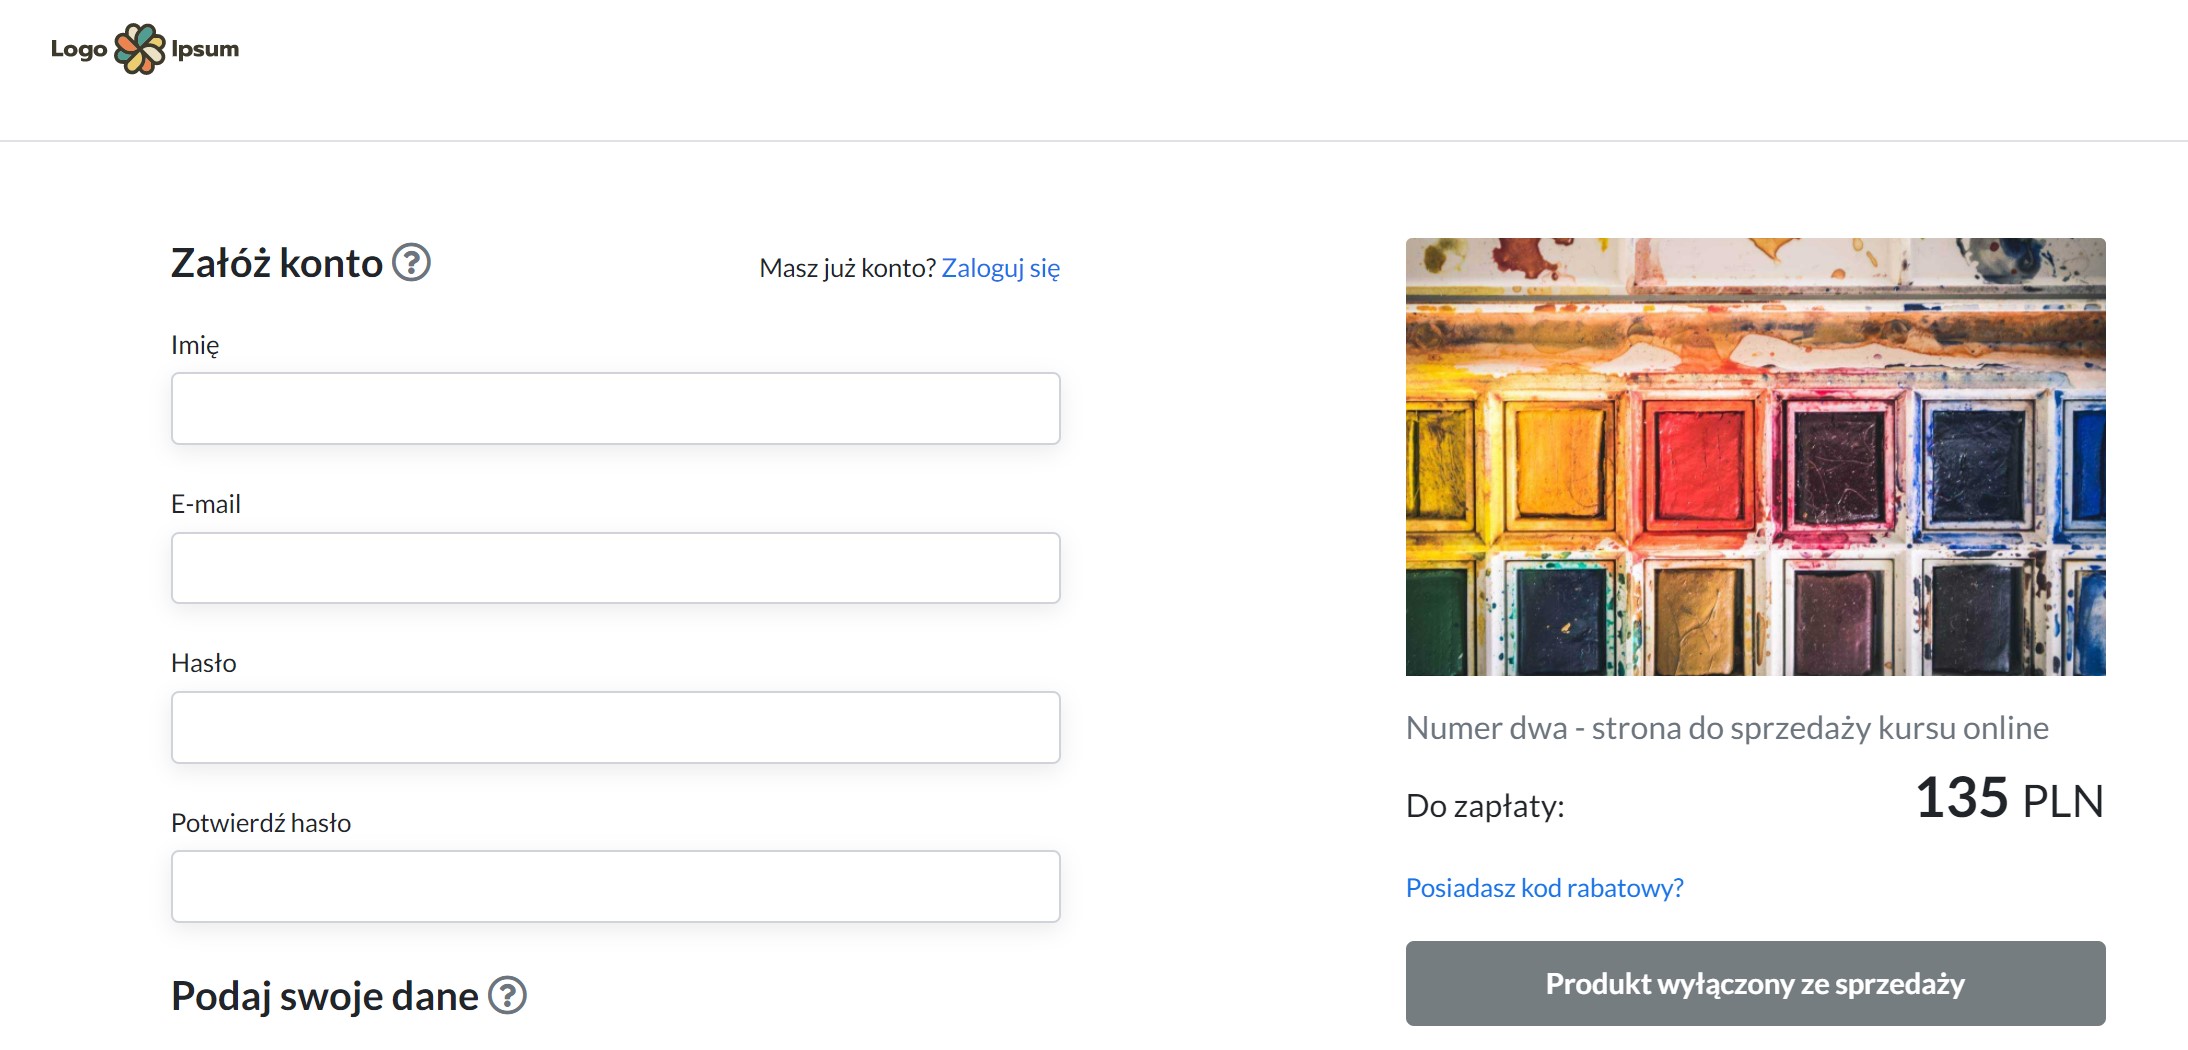 Logo Ipsum
Załóż konto
Masz już konto? Zaloguj się
Imię
E-mail
Hasło
Potwierdź hasło
Podaj swoje dane
Numer dwa - strona do sprzedaży kursu online
Do zapłaty: 135 PLN
Posiadasz kod rabatowy?
Produkt wyłączony ze sprzedaży